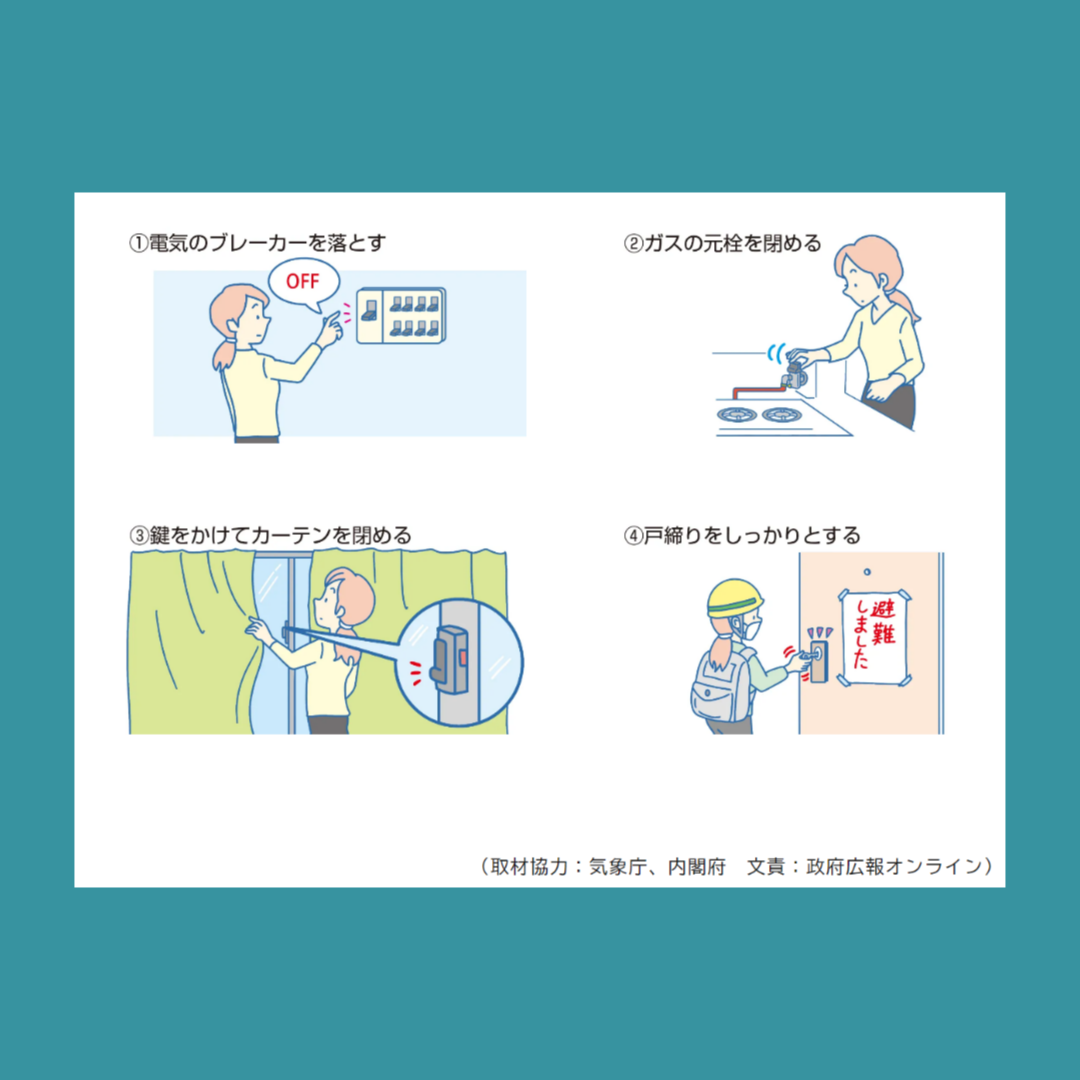 ①電気のブレーカーを落とす
OFF
②ガスの元栓を閉める
③鍵をかけてカーテンを閉める
④戸締りをしっかりとする
避難
しました
（取材協力：気象庁、内閣府　文責：政府広報オンライン）